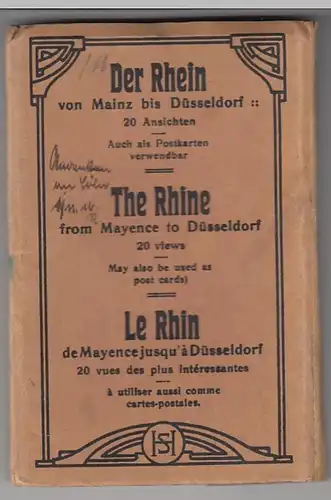 Der Rhein
von Mainz bis Düsseldorf ::
20 Ansichten
Auch als Postkarten
verwendbar
The Rhine
from Mayence to Düsseldorf
20 views
May also be used as
post cards)
Le Rhin
de Mayence jusqu'à Düsseldorf
20 vues des plus intéressantes
à utiliser aussi comme
cartes-postales.